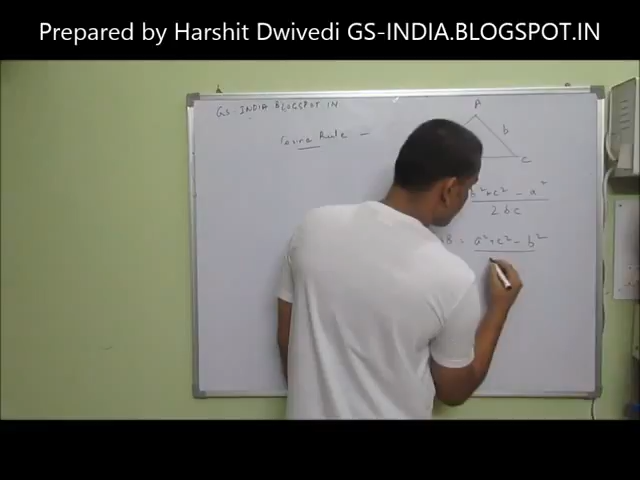 Prepared by Harshit Dwivedi GS-INDIA.BLOGSPOT.IN
GS-INDIA BLOGSPOT IN
Cosine Rule -
A
b
C
b² + c² - a²
2bc
B = a² + c² - b²